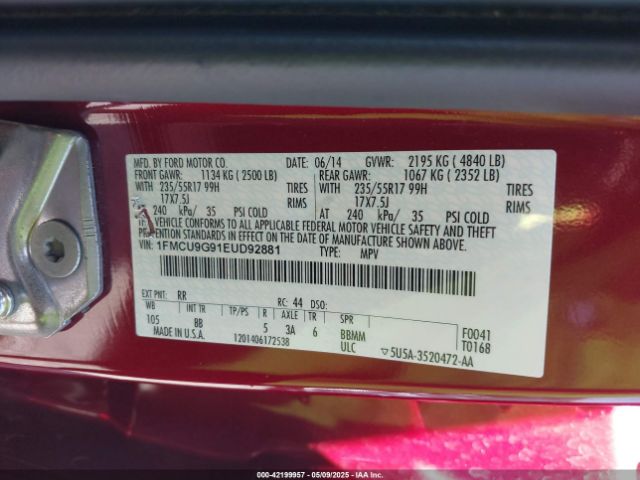 MFD. BY FORD MOTOR CO. DATE: 06/14 GVWR: 2195 KG ( 4840 LB)
FRONT GAWR: 1134 KG ( 2500 LB) REAR GAWR: 1067 KG ( 2352 LB)
WITH 235/55R17 99H TIRES WITH 235/55R17 99H TIRES
17X7.5J RIMS 17X7.5J RIMS
AT 240 kPa/ 35 PSI COLD AT 240 kPa/ 35 PSI COLD
THIS VEHICLE CONFORMS TO ALL APPLICABLE FEDERAL MOTOR VEHICLE SAFETY AND THEFT
PREVENTION STANDARDS IN EFFECT ON THE DATE OF MANUFACTURE SHOWN ABOVE.
VIN: 1FMCU9G91EUD92881 TYPE: MPV
EXT PNT: RR RC: 44 DSO:
WB INT TR TP/PS R AXLE TR SPR
105 BB 5 3A 6 BBMM F0041
MADE IN U.S.A. 1201406172538 ULC T0168
5U5A-3520472-AA
000-42199957 - 05/09/2025 - IAA Inc.